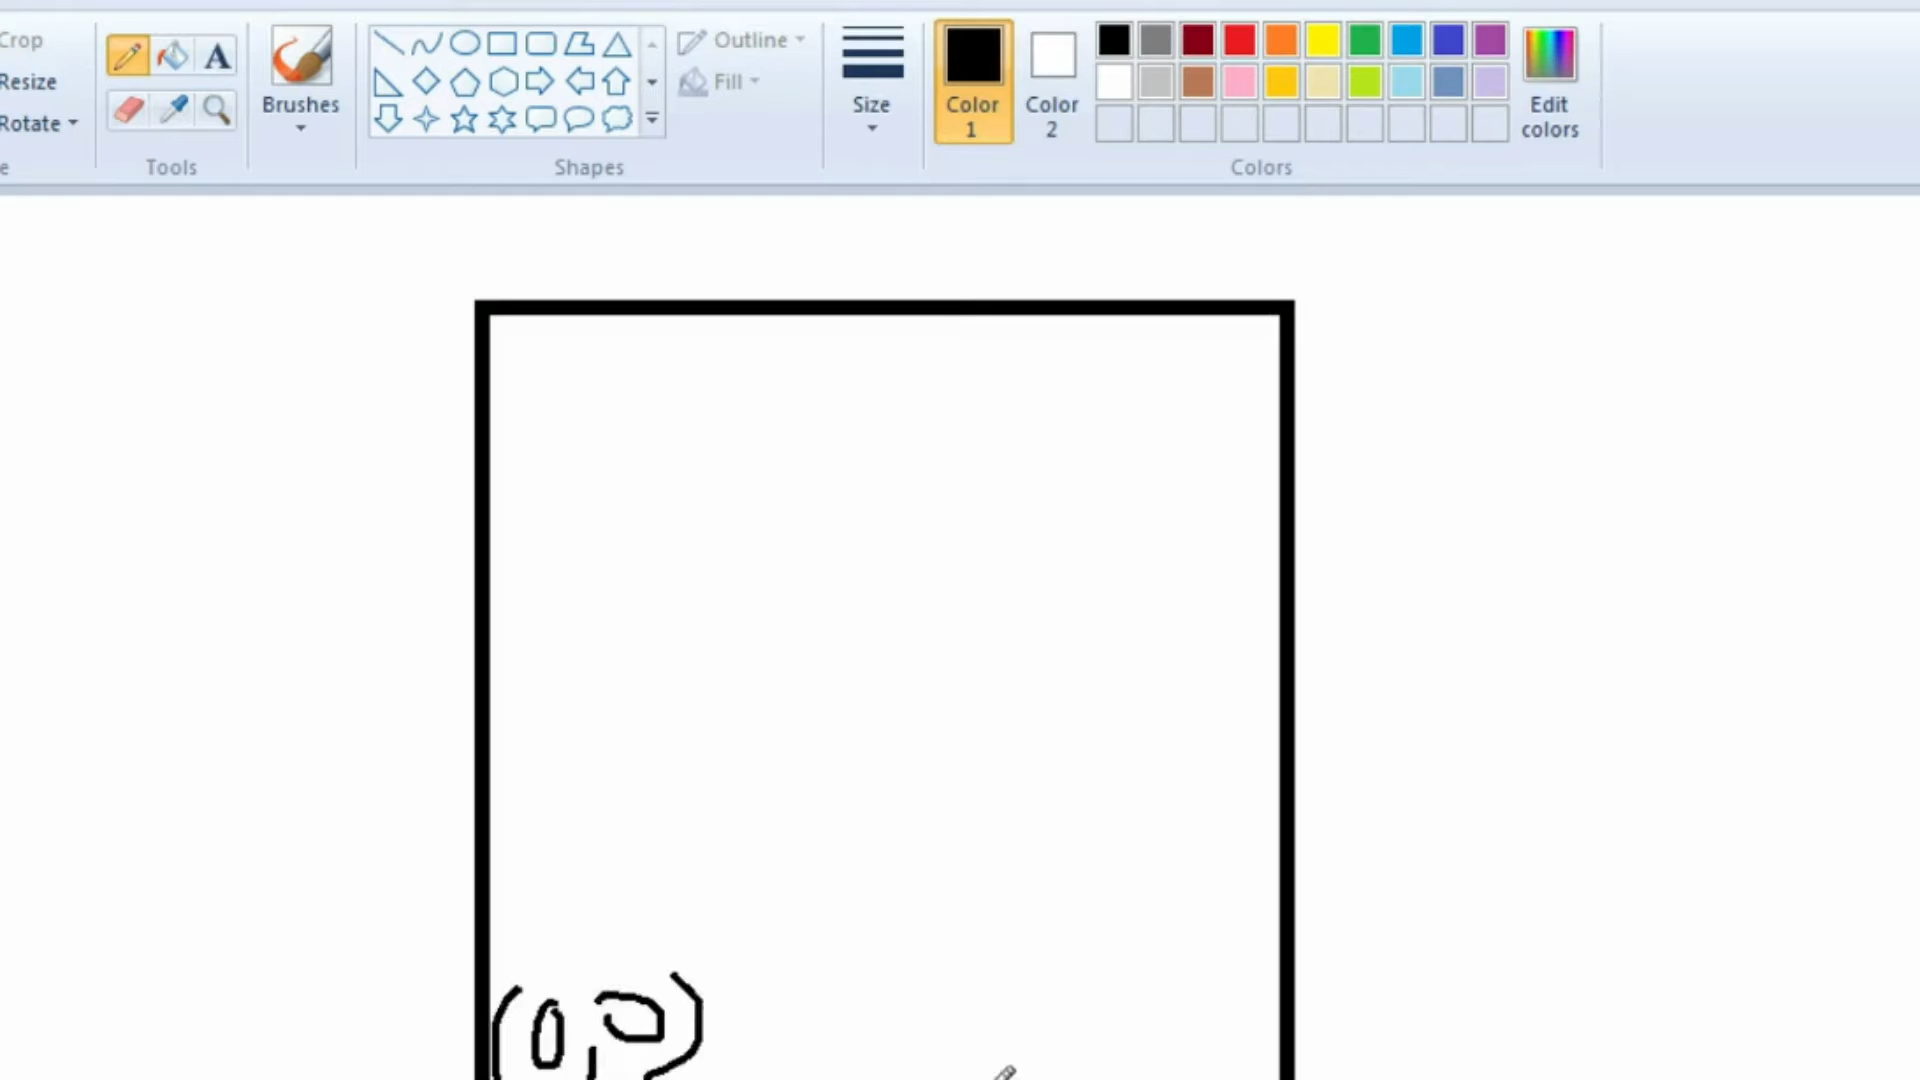 Crop
Resize
Rotate
e
Tools
Brushes
Shapes
Outline
Fill
Size
Color
1
Color
2
Edit
colors
Colors
(0,0)